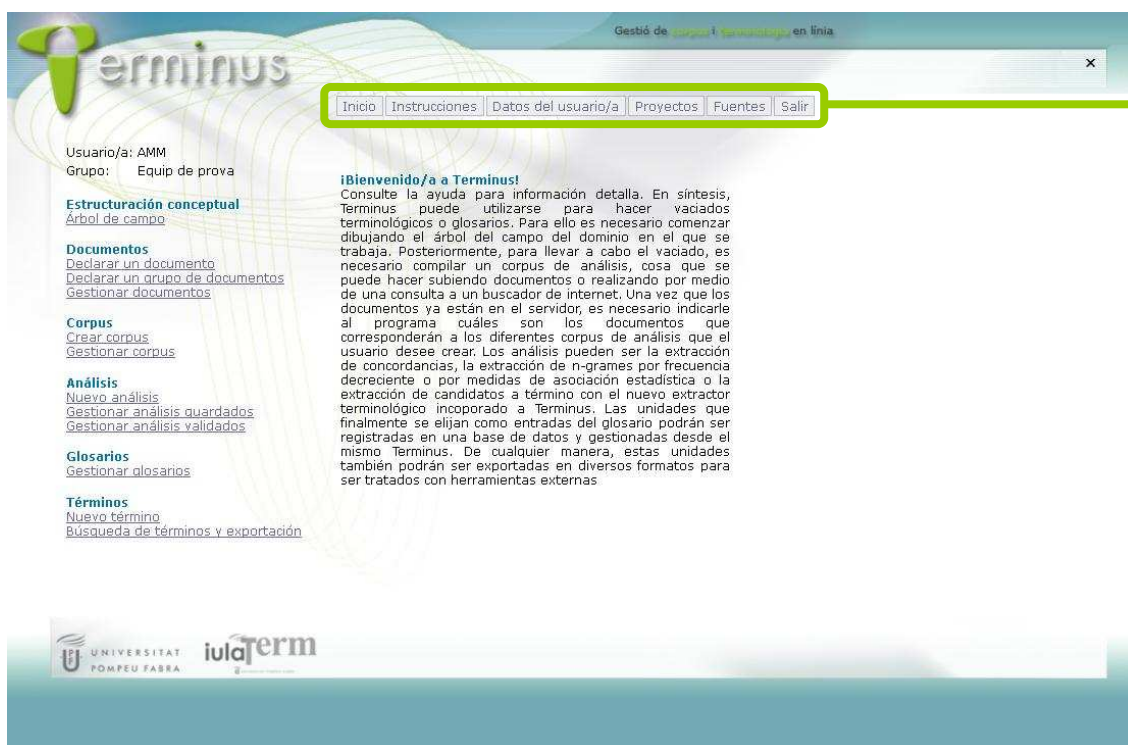 Gestió de corpus i terminologia en línia
Terminus
×
Inicio Instrucciones Datos del usuario/a Proyectos Fuentes Salir
Usuario/a: AMM
Grupo: Equip de prova
Estructuración conceptual
Árbol de campo
Documentos
Declarar un documento
Declarar un grupo de documentos
Gestionar documentos
Corpus
Crear corpus
Gestionar corpus
Análisis
Nuevo análisis
Gestionar análisis guardados
Gestionar análisis validados
Glosarios
Gestionar glosarios
Términos
Nuevo término
Búsqueda de términos y exportación
¡Bienvenido/a a Terminus!
Consulte la ayuda para información detalla. En síntesis,
Terminus puede utilizarse para hacer vaciados
terminológicos o glosarios. Para ello es necesario comenzar
dibujando el árbol del campo del dominio en el que se
trabaja. Posteriormente, para llevar a cabo el vaciado, es
necesario compilar un corpus de análisis, cosa que se
puede hacer subiendo documentos o realizando por medio
de una consulta a un buscador de internet. Una vez que los
documentos ya están en el servidor, es necesario indicarle
al programa cuáles son los documentos que
corresponderán a los diferentes corpus de análisis que el
usuario desee crear. Los análisis pueden ser la extracción
de concordancias, la extracción de n-grames por frecuencia
decreciente o por medidas de asociación estadística o la
extracción de candidatos a término con el nuevo extractor
terminológico incoporado a Terminus. Las unidades que
finalmente se elijan como entradas del glosario podrán ser
registradas en una base de datos y gestionadas desde el
mismo Terminus. De cualquier manera, estas unidades
también podrán ser exportadas en diversos formatos para
ser tratados con herramientas externas
UNIVERSITAT
POMPEU FABRA
iulaTerm